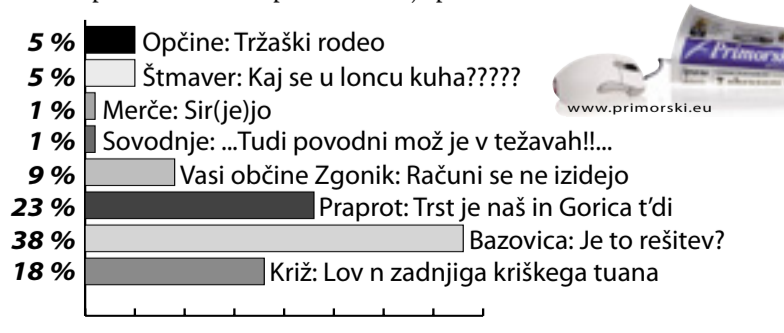 5 % Opčine: Tržaški rodeo
5 % Štmaver: Kaj se u loncu kuha?????
1 % Merče: Sir(je)jo
1 % Sovodnje: ...Tudi povodni mož je v težavah!!...
9 % Vasi občine Zgonik: Računi se ne izidejo
23 % Praprot: Trst je naš in Gorica t'di
38 % Bazovica: Je to rešitev?
18 % Križ: Lov n zadnjiga kriškega tuana
Primorski
www.primorski.eu